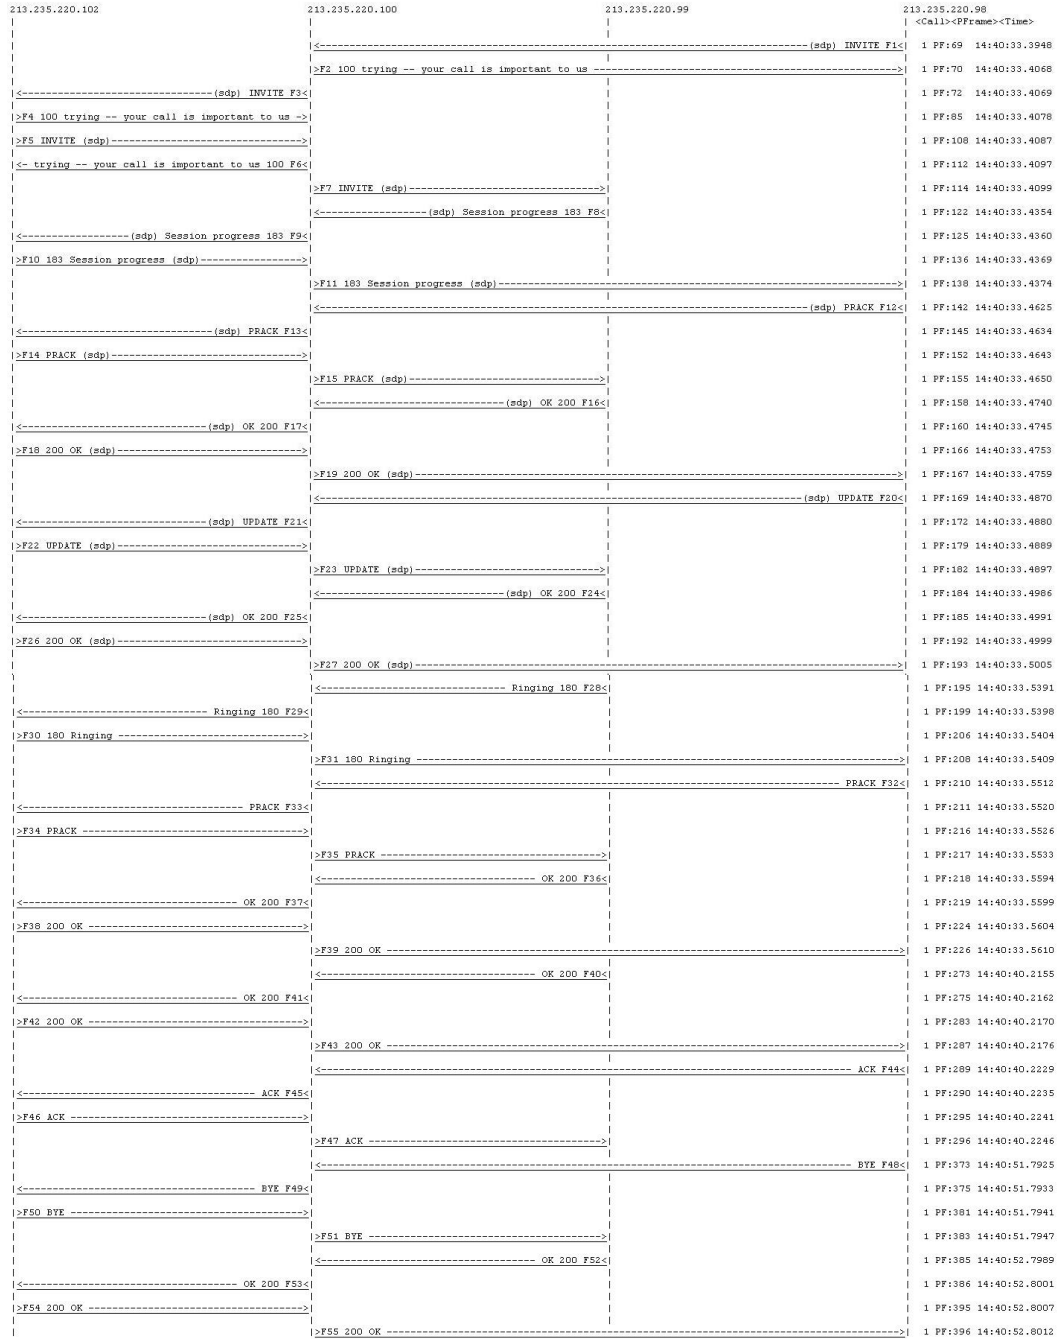 213.235.220.102 213.235.220.100 213.235.220.99 213.235.220.98
<Call><PFrame><Time>
|<----(sdp) INVITE F1<| 1 PF:69 14:40:33.3948
|>F2 100 trying -- your call is important to us ---->| 1 PF:70 14:40:33.4068
<----(sdp) INVITE F3<| 1 PF:72 14:40:33.4069
|>F4 100 trying -- your call is important to us ->| 1 PF:85 14:40:33.4078
|>F5 INVITE (sdp)---->| 1 PF:108 14:40:33.4087
|<- trying -- your call is important to us 100 F6<| 1 PF:112 14:40:33.4097
|>F7 INVITE (sdp)---->| 1 PF:114 14:40:33.4099
|<----(sdp) Session progress 183 F8<| 1 PF:122 14:40:33.4354
|<----(sdp) Session progress 183 F9<| 1 PF:125 14:40:33.4360
|>F10 183 Session progress (sdp)---->| 1 PF:136 14:40:33.4369
|>F11 183 Session progress (sdp)---->| 1 PF:138 14:40:33.4374
|<----(sdp) PRACK F12<| 1 PF:142 14:40:33.4625
|<----(sdp) PRACK F13<| 1 PF:145 14:40:33.4634
|>F14 PRACK (sdp)---->| 1 PF:152 14:40:33.4643
|>F15 PRACK (sdp)---->| 1 PF:155 14:40:33.4650
|<----(sdp) OK 200 F16<| 1 PF:158 14:40:33.4740
|<----(sdp) OK 200 F17<| 1 PF:160 14:40:33.4745
|>F18 200 OK (sdp)---->| 1 PF:166 14:40:33.4753
|>F19 200 OK (sdp)---->| 1 PF:167 14:40:33.4759
|<----(sdp) UPDATE F20<| 1 PF:169 14:40:33.4870
|<----(sdp) UPDATE F21<| 1 PF:172 14:40:33.4880
|>F22 UPDATE (sdp)---->| 1 PF:179 14:40:33.4889
|>F23 UPDATE (sdp)---->| 1 PF:182 14:40:33.4897
|<----(sdp) OK 200 F24<| 1 PF:184 14:40:33.4986
|<----(sdp) OK 200 F25<| 1 PF:185 14:40:33.4991
|>F26 200 OK (sdp)---->| 1 PF:192 14:40:33.4999
|>F27 200 OK (sdp)---->| 1 PF:193 14:40:33.5005
|<---- Ringing 180 F28<| 1 PF:195 14:40:33.5391
|<---- Ringing 180 F29<| 1 PF:199 14:40:33.5398
|>F30 180 Ringing ---->| 1 PF:206 14:40:33.5404
|>F31 180 Ringing ---->| 1 PF:208 14:40:33.5409
|<---- PRACK F32<| 1 PF:210 14:40:33.5512
|<---- PRACK F33<| 1 PF:211 14:40:33.5520
|>F34 PRACK ---->| 1 PF:216 14:40:33.5526
|>F35 PRACK ---->| 1 PF:217 14:40:33.5533
|<---- OK 200 F36<| 1 PF:218 14:40:33.5594
|<---- OK 200 F37<| 1 PF:219 14:40:33.5599
|>F38 200 OK ---->| 1 PF:224 14:40:33.5604
|>F39 200 OK ---->| 1 PF:226 14:40:33.5610
|<---- OK 200 F40<| 1 PF:273 14:40:40.2155
|<---- OK 200 F41<| 1 PF:275 14:40:40.2162
|>F42 200 OK ---->| 1 PF:283 14:40:40.2170
|>F43 200 OK ---->| 1 PF:287 14:40:40.2176
|<---- ACK F44<| 1 PF:289 14:40:40.2229
|<---- ACK F45<| 1 PF:290 14:40:40.2235
|>F46 ACK ---->| 1 PF:295 14:40:40.2241
|>F47 ACK ---->| 1 PF:296 14:40:40.2246
|<---- BYE F48<| 1 PF:373 14:40:51.7925
|<---- BYE F49<| 1 PF:375 14:40:51.7933
|>F50 BYE ---->| 1 PF:381 14:40:51.7941
|>F51 BYE ---->| 1 PF:383 14:40:51.7947
|<---- OK 200 F52<| 1 PF:385 14:40:52.7989
|<---- OK 200 F53<| 1 PF:386 14:40:52.8001
|>F54 200 OK ---->| 1 PF:395 14:40:52.8007
|>F55 200 OK ---->| 1 PF:396 14:40:52.8012